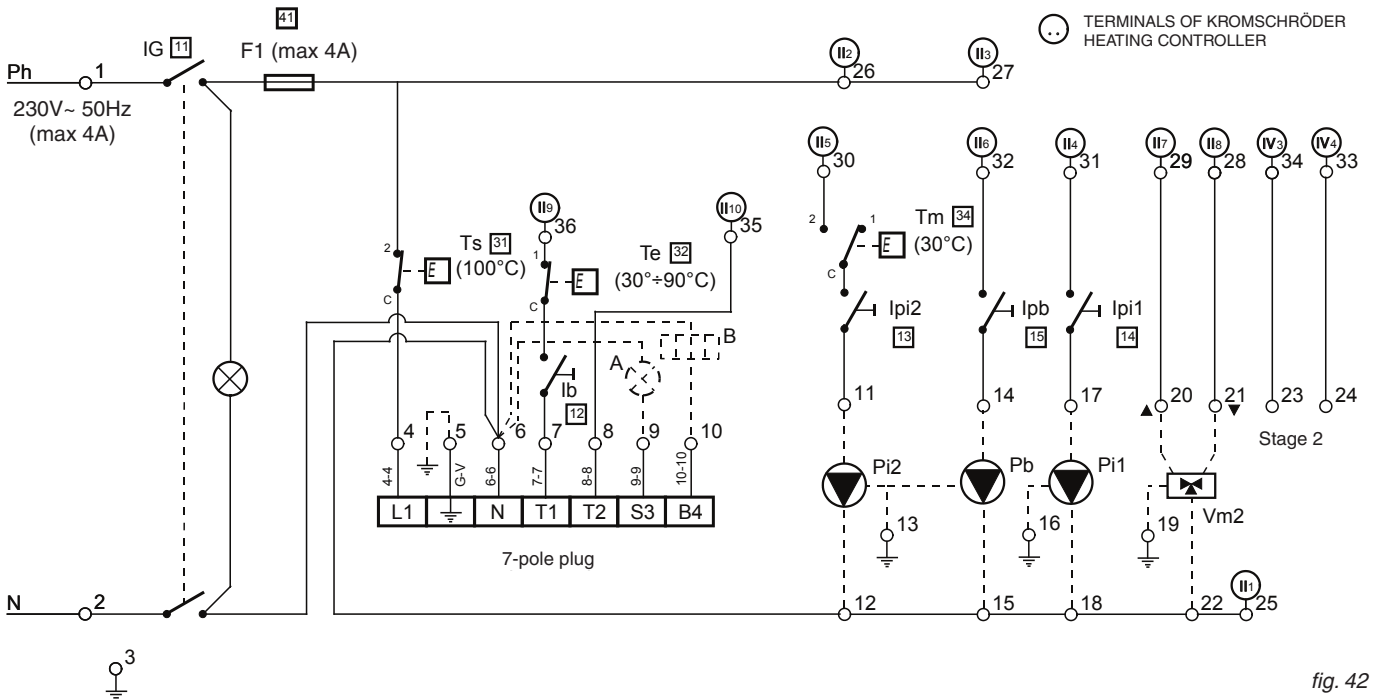 41
IG 11
F1 (max 4A)
II2
26
II3
27
.. TERMINALS OF KROMSCHRÖDER
HEATING CONTROLLER
Ph
1
230V~ 50Hz
(max 4A)
II5
30
II6
32
II4
31
II7
29
II8
28
IV3
34
IV4
33
II9
36
II10
35
2
1
Tm 34
(30°C)
E
C
2
Ts 31
(100°C)
E
C
1
E
C
Te 32
(30°÷90°C)
Ipi2
13
Ipb
15
Ipi1
14
A
B
Ib
12
11
14
17
20
21
23
24
Stage 2
4
5
6
7
8
9
10
4-4
G-V
6-6
7-7
8-8
9-9
10-10
L1
N
T1
T2
S3
B4
7-pole plug
Pi2
Pb
Pi1
Vm2
13
16
19
N
2
12
15
18
22
II1
25
3
fig. 42